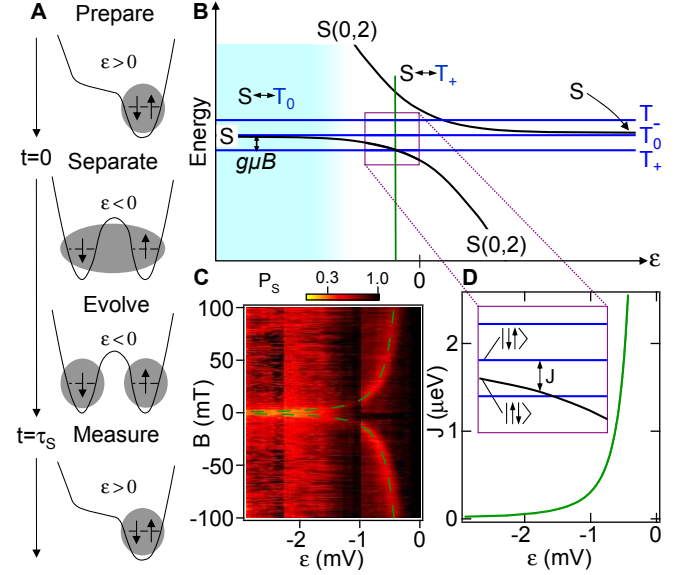 A
Prepare
ε>0
t=0
Separate
ε<0
Evolve
ε<0
t=τS
Measure
ε>0
B
Energy
S(0,2)
S↔T+
S↔T0
S
S
gμB
T-
T0
T+
S(0,2)
0
ε
C
PS
0.3
1.0
B (mT)
100
50
0
-50
-100
-2
-1
0
ε (mV)
D
J (μeV)
2
1
0
|↓↑⟩
J
|↑↓⟩
-2
-1
0
ε (mV)